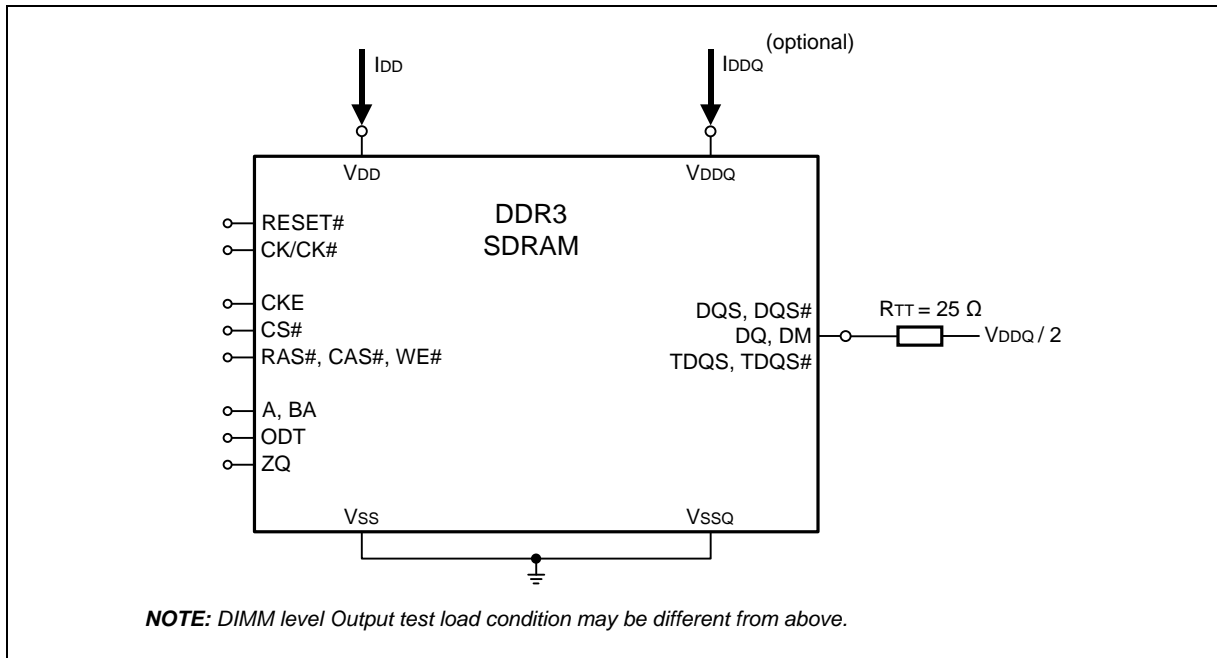 (optional)
IDD
IDDQ
VDD
VDDQ
DDR3
SDRAM
RESET#
CK/CK#
CKE
CS#
RAS#, CAS#, WE#
A, BA
ODT
ZQ
DQS, DQS#
DQ, DM
TDQS, TDQS#
RTT = 25 Ω
VDDQ / 2
VSS
VSSQ
NOTE: DIMM level Output test load condition may be different from above.